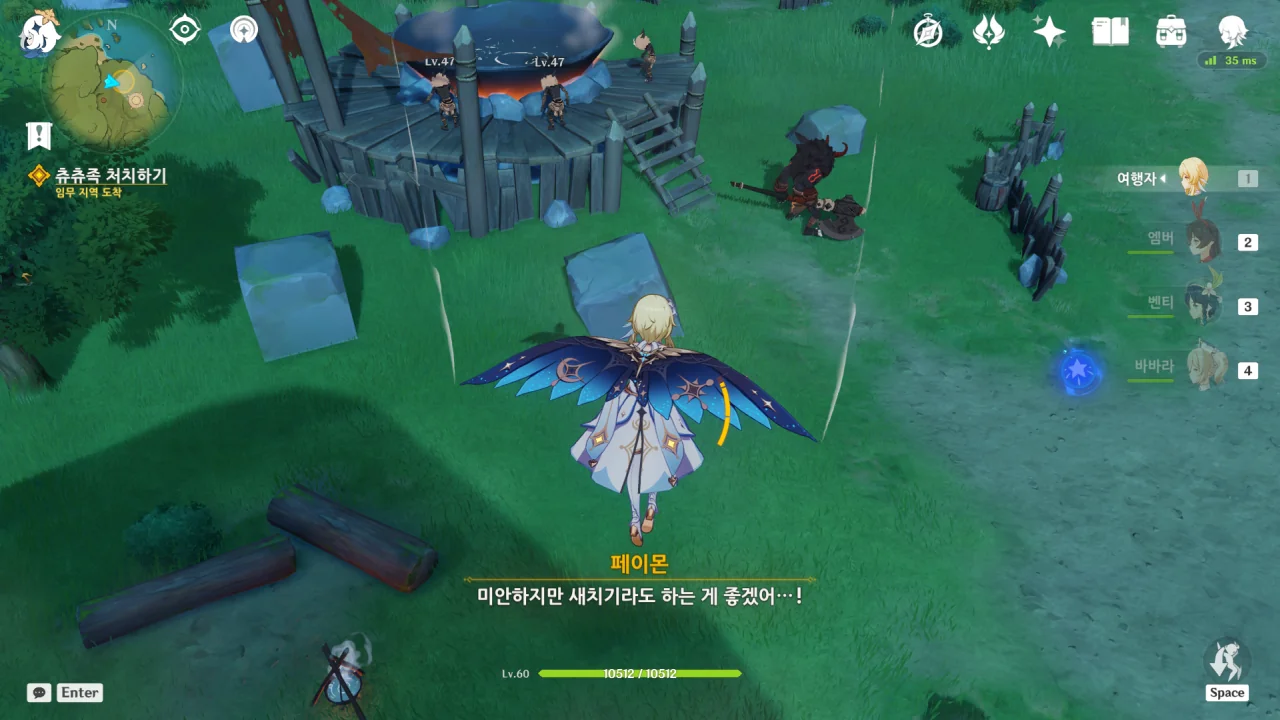 N
Lv.47
Lv.47
35 ms
츄츄족 처치하기
임무 지역 도착
여행자
1
엠버
2
벤티
3
바바라
4
페이몬
미안하지만 새치기라도 하는 게 좋겠어…!
Lv.60
10512 / 10512
Enter
Space